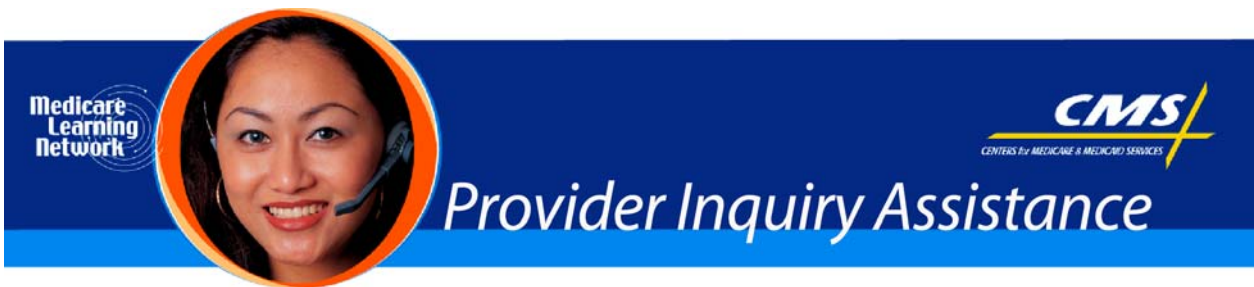 Medicare
Learning
Network
CMS
CENTERS for MEDICARE & MEDICAID SERVICES
Provider Inquiry Assistance